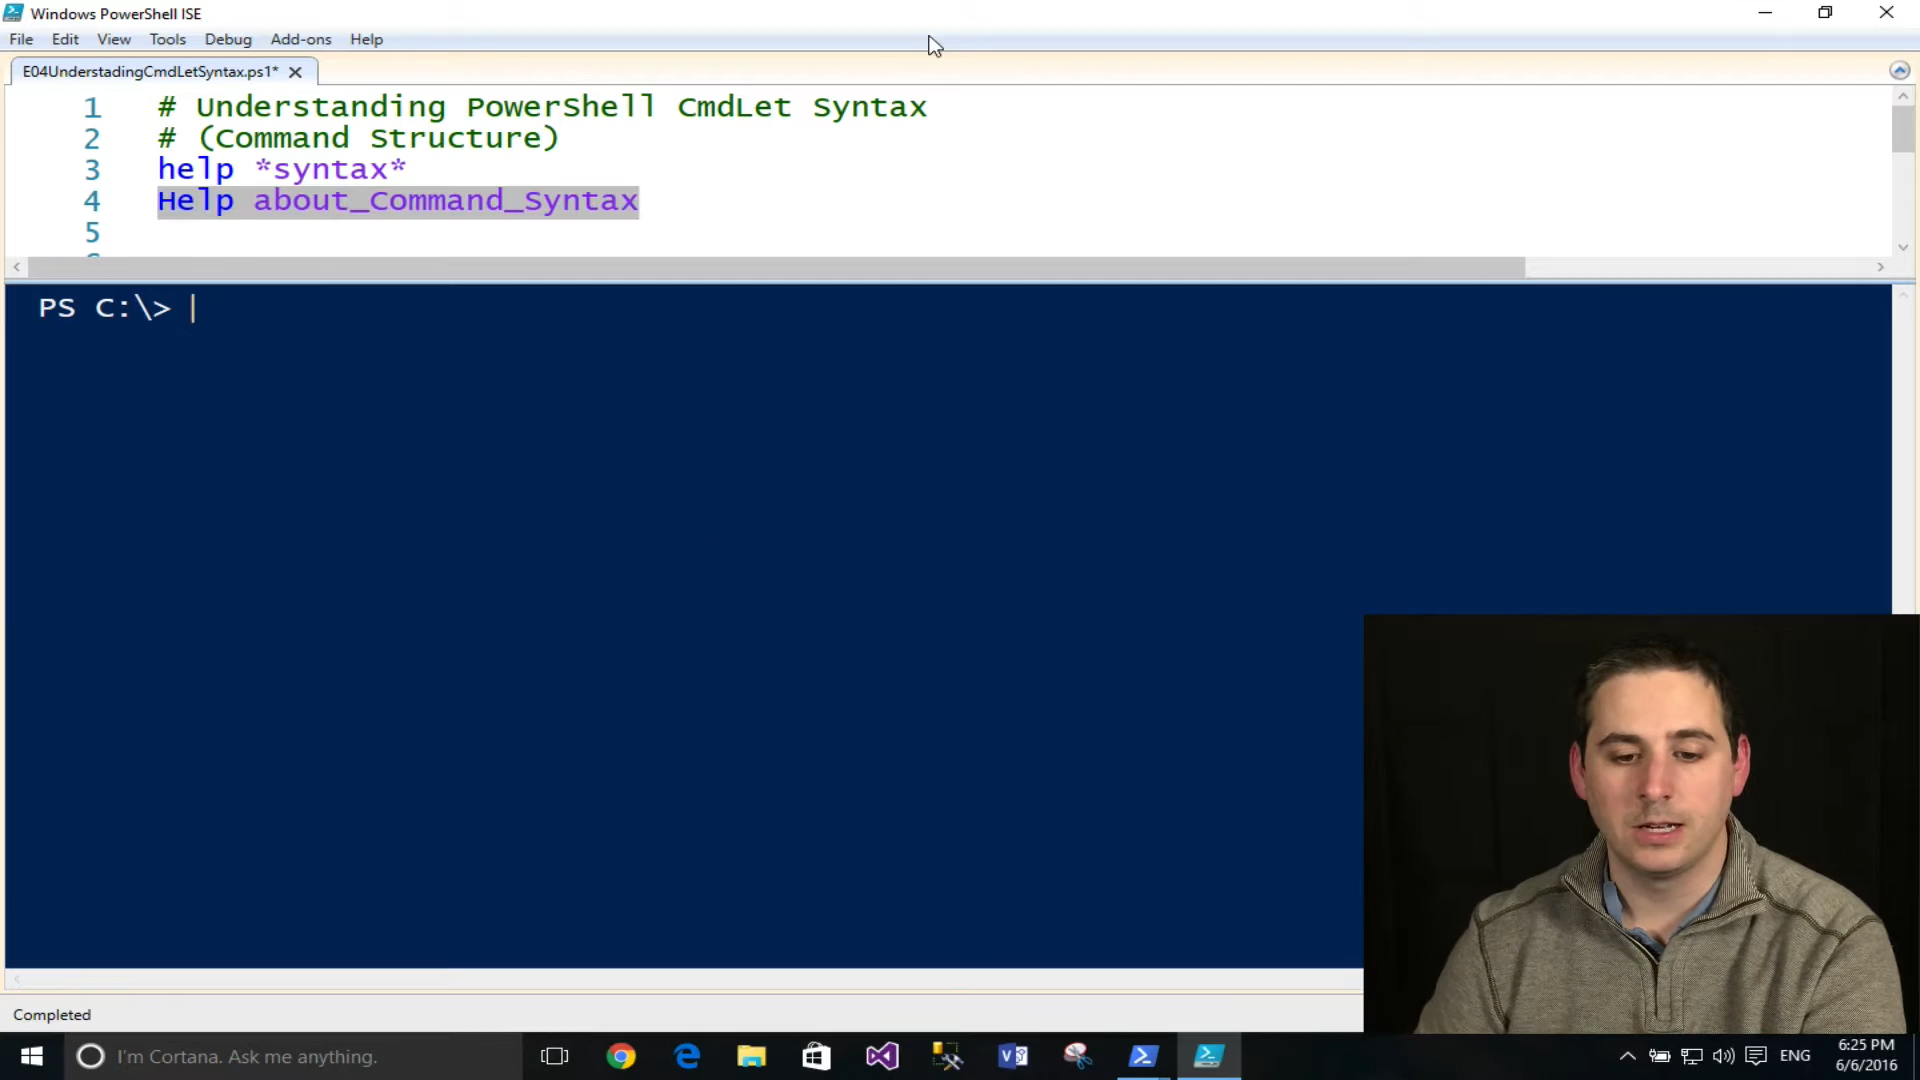 Windows PowerShell ISE
File Edit View Tools Debug Add-ons Help
E04UnderstadingCmdLetSyntax.ps1*
1 # Understanding PowerShell CmdLet Syntax
2 # (Command Structure)
3 help *syntax*
4 Help about_Command_Syntax
5
PS C:\>
Completed
I'm Cortana. Ask me anything.
ENG
6:25 PM
6/6/2016